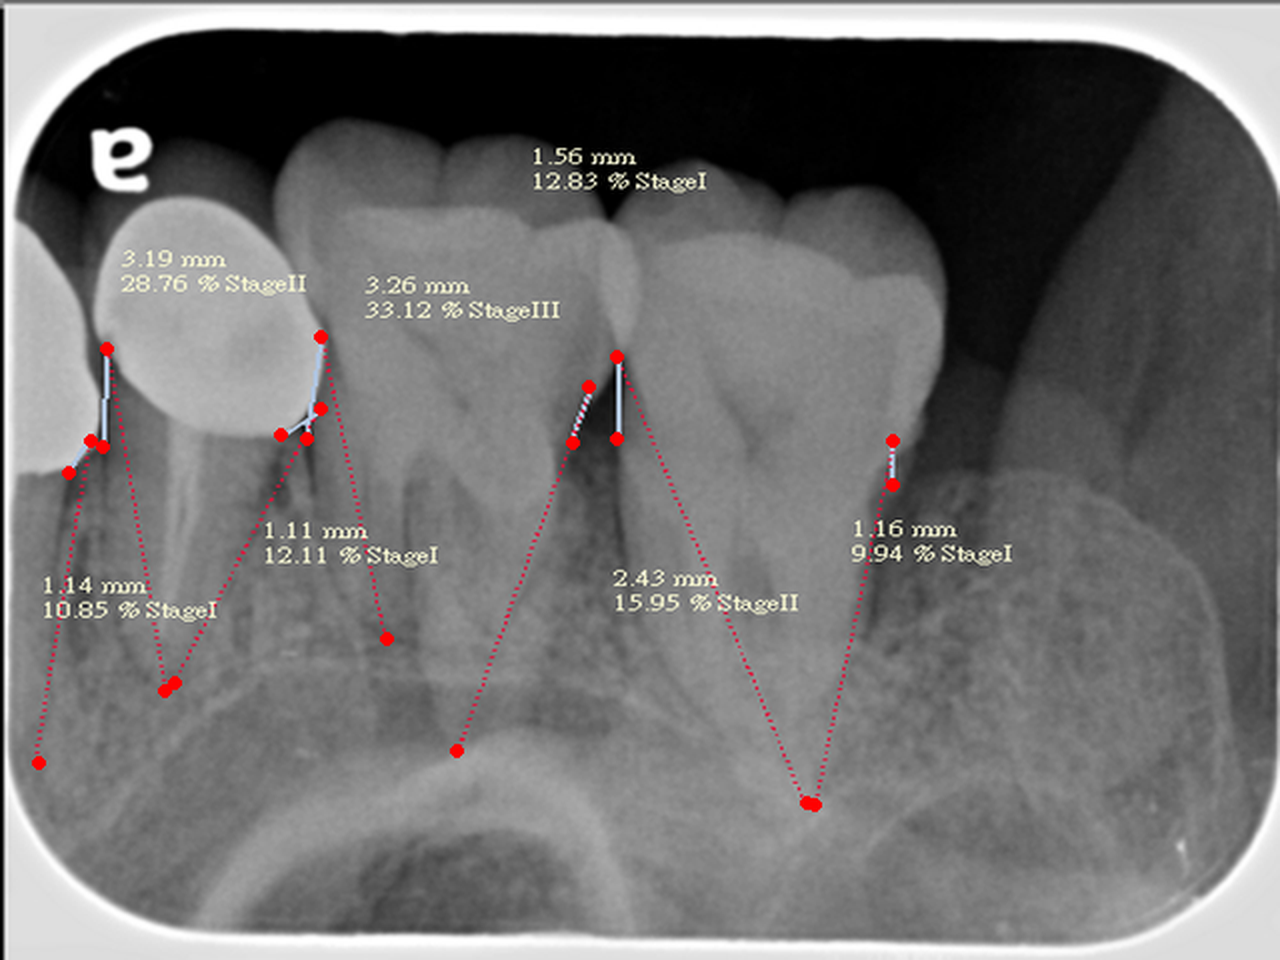 a
1.56 mm
12.83 % StageI
3.19 mm
28.76 % StageII
3.26 mm
33.12 % StageIII
1.11 mm
12.11 % StageI
1.16 mm
9.94 % StageI
1.14 mm
10.85 % StageI
2.43 mm
15.95 % StageII